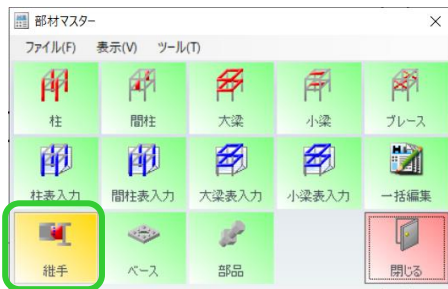 部材マスター
ファイル(F) 表示(V) ツール(T)
柱 間柱 大梁 小梁 ブレース
柱表入力 間柱表入力 大梁表入力 小梁表入力 一括編集
継手 ベース 部品 閉じる